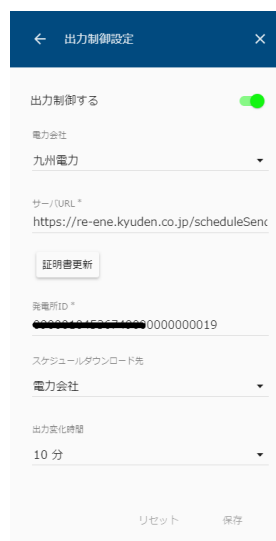 出力制御設定
出力制御する
電力会社
九州電力
サーバURL *
https://re-ene.kyuden.co.jp/scheduleSenc
証明書更新
発電所ID *
0000000000019
スケジュールダウンロード先
電力会社
出力変化時間
10 分
リセット 保存